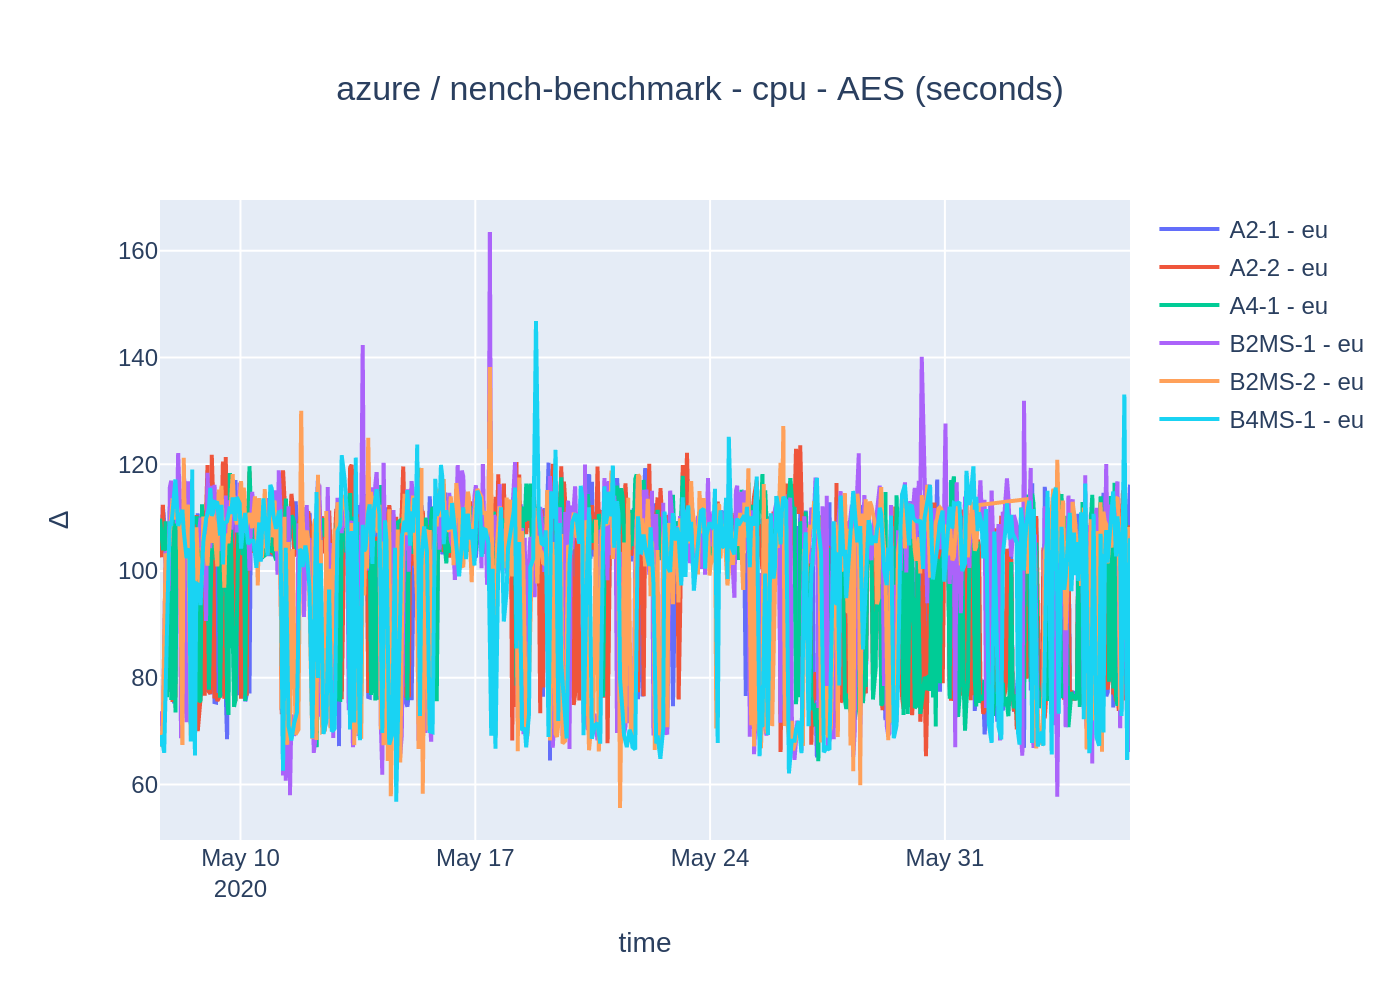 azure / nench-benchmark - cpu - AES (seconds)
160
140
120
100
80
60
Δ
May 10
2020
May 17
May 24
May 31
time
A2-1 - eu
A2-2 - eu
A4-1 - eu
B2MS-1 - eu
B2MS-2 - eu
B4MS-1 - eu